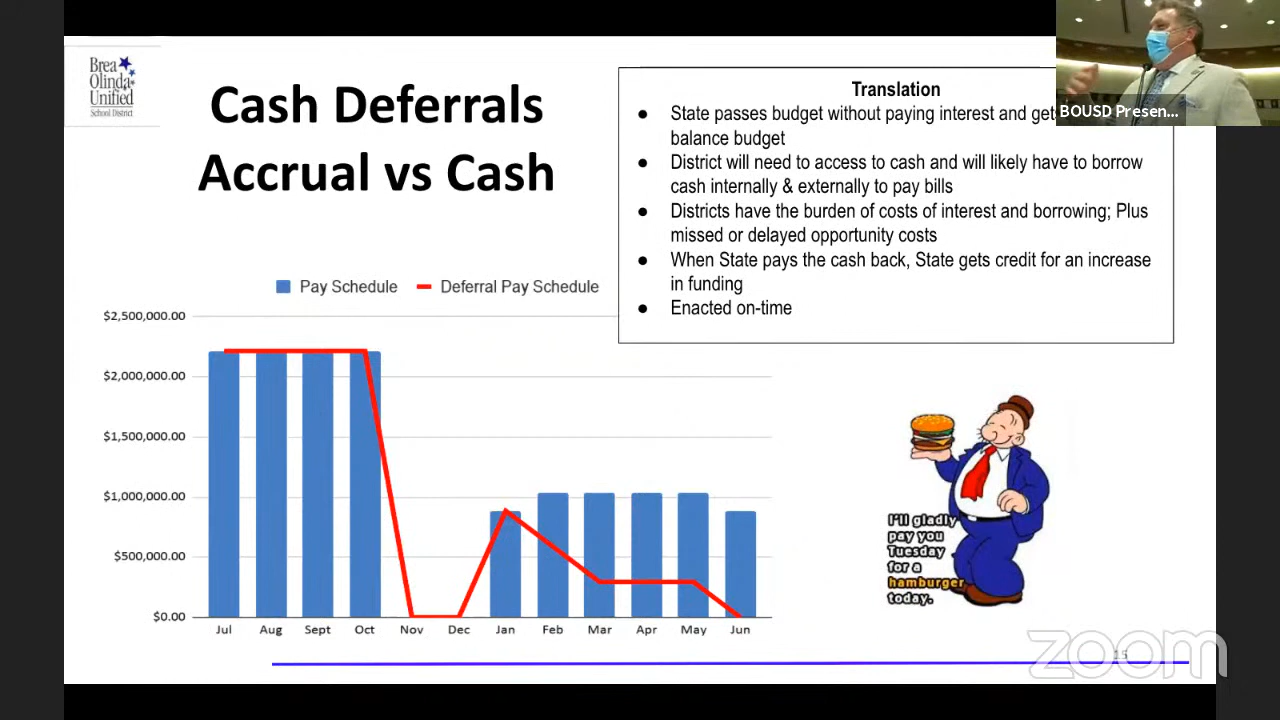 Brea
Olinda
Unified
School District
Cash Deferrals
Accrual vs Cash
BOUSD Presen...
Translation
● State passes budget without paying interest and
balance budget
● District will need to access to cash and will likely have to borrow
cash internally & externally to pay bills
● Districts have the burden of costs of interest and borrowing; Plus
missed or delayed opportunity costs
● When State pays the cash back, State gets credit for an increase
in funding
● Enacted on-time
Pay Schedule Deferral Pay Schedule
$2,500,000.00
$2,000,000.00
$1,500,000.00
$1,000,000.00
$500,000.00
$0.00
Jul Aug Sept Oct Nov Dec Jan Feb Mar Apr May Jun
I'll gladly
pay you
Tuesday
for a
hamburger
today.
15
zoom